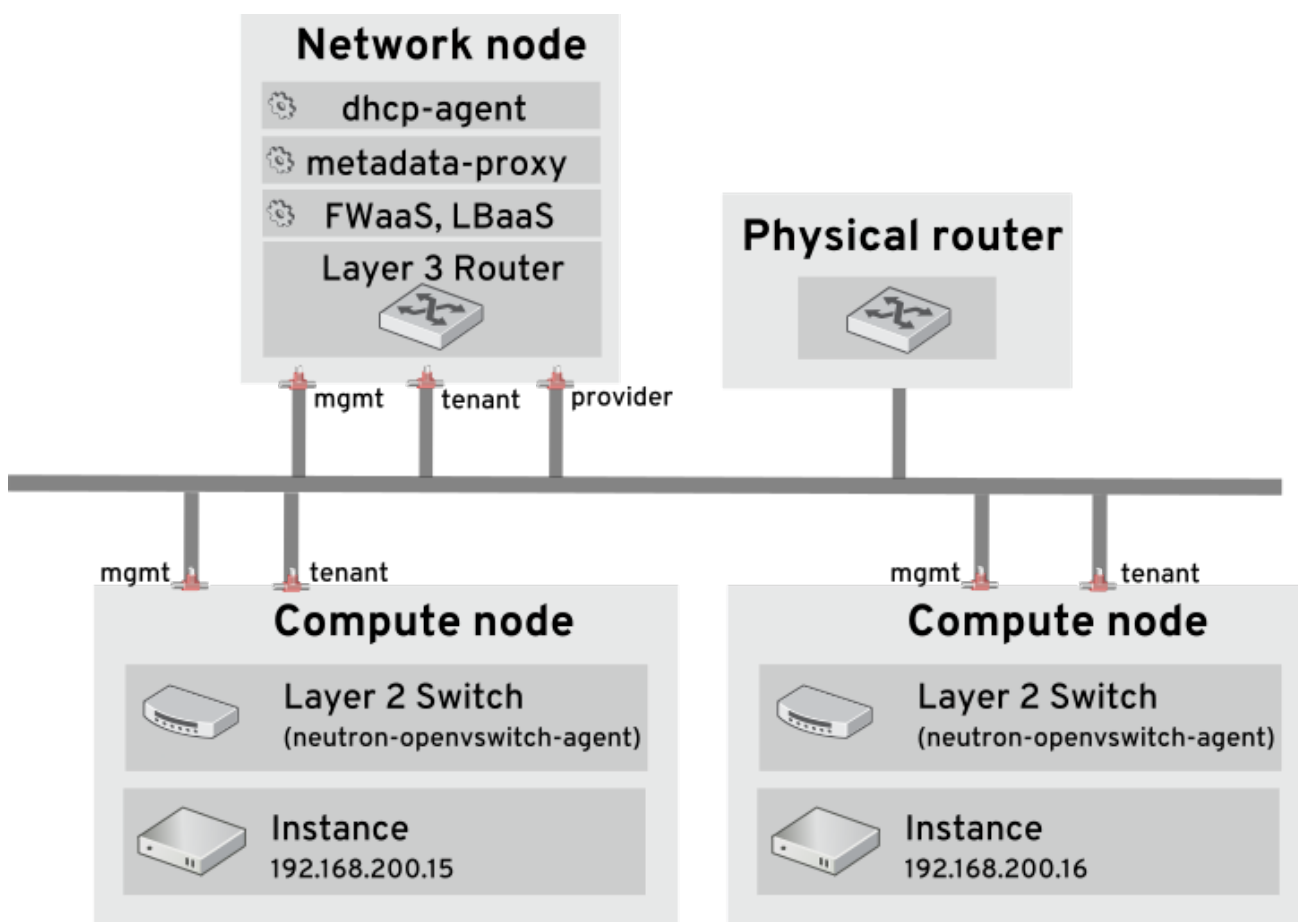 Network node
dhcp-agent
metadata-proxy
FWaaS, LBaaS
Layer 3 Router
Physical router
mgmt
tenant
provider
mgmt
tenant
mgmt
tenant
Compute node
Layer 2 Switch
(neutron-openvswitch-agent)
Instance
192.168.200.15
Compute node
Layer 2 Switch
(neutron-openvswitch-agent)
Instance
192.168.200.16